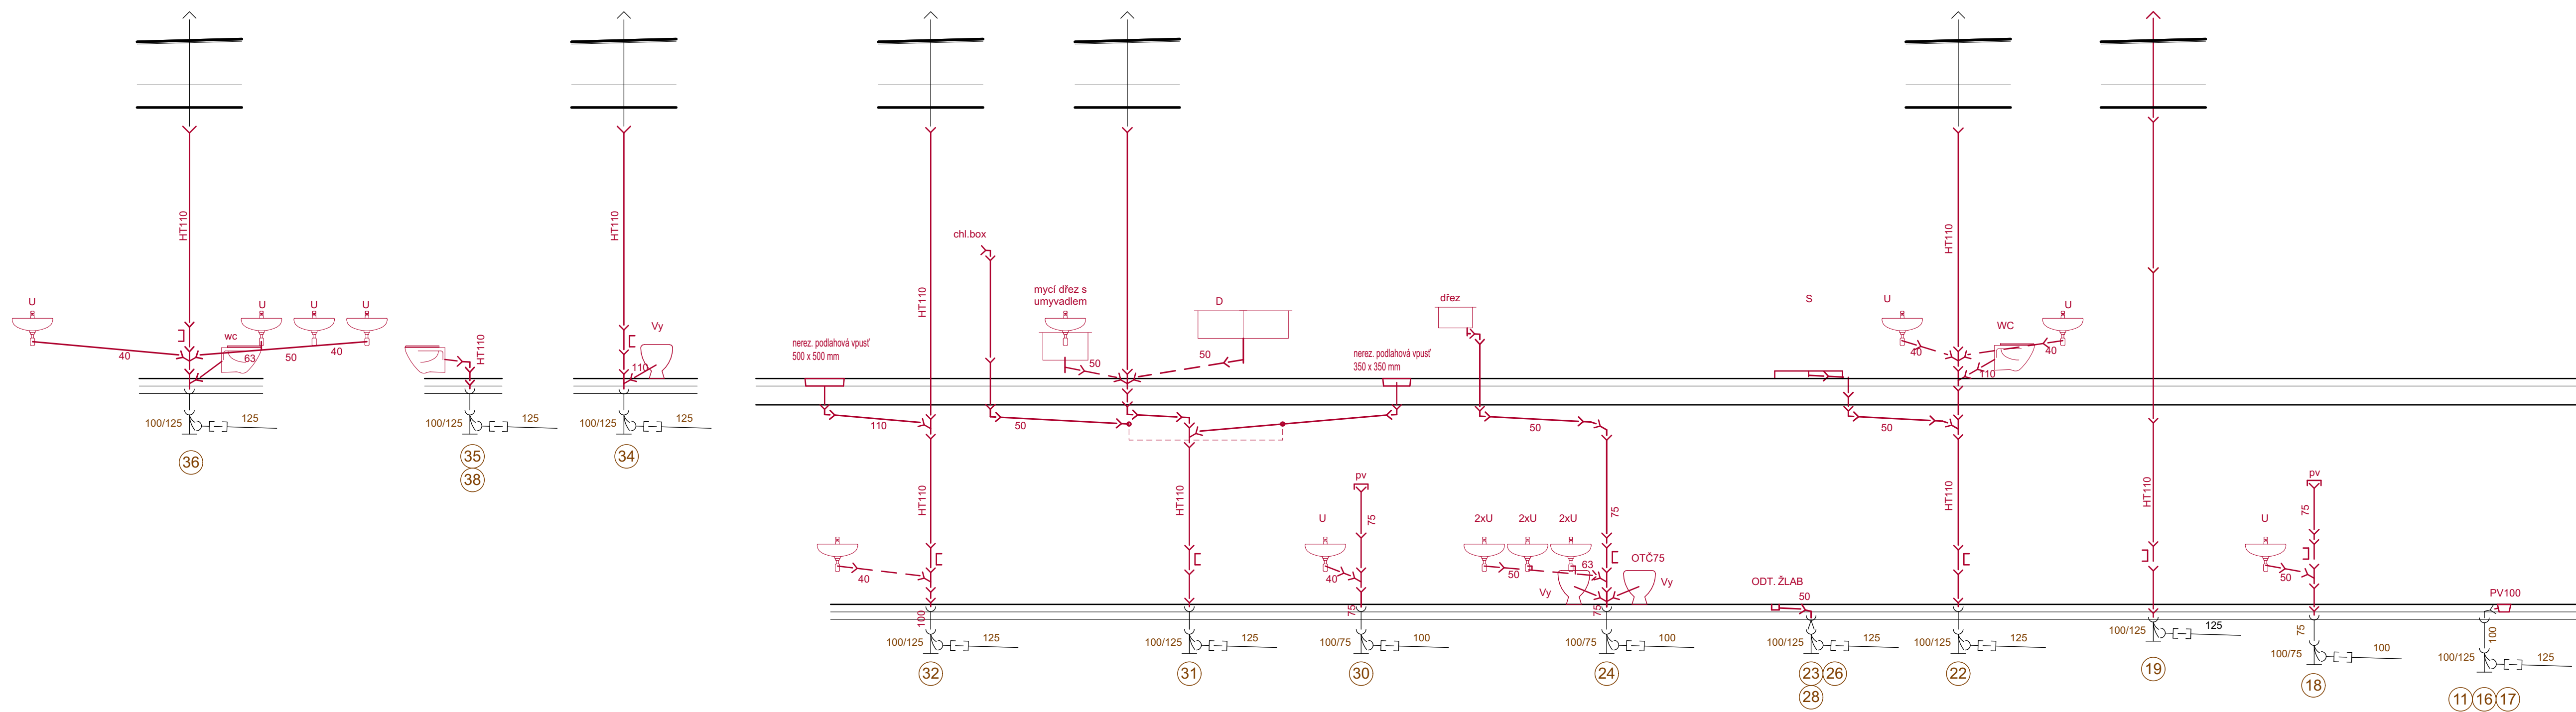 HT110
U
U
U
U
wc
40
63
50
40
100/125
125
36
HT110
100/125
125
35
38
HT110
Vy
110
100/125
125
34
nerez. podlahová vpusť
500 x 500 mm
110
HT110
HT110
40
100
100/125
125
32
chl.box
50
mycí dřez s
umyvadlem
50
D
50
nerez. podlahová vpusť
350 x 350 mm
HT110
100/125
125
31
pv
75
U
40
75
100/75
100
30
dřez
50
75
2xU
2xU
2xU
50
63
OTČ75
Vy
Vy
75
100/75
100
24
ODT. ŽLAB
50
100/125
125
23
26
28
S
50
U
WC
U
40
40
110
HT110
HT110
100/125
125
22
HT110
100/125
125
19
pv
75
U
50
75
100/75
100
18
PV100
100
100/125
125
11
16
17